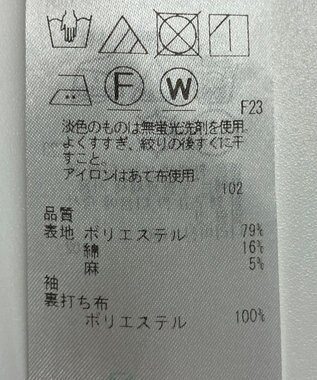 F W
F23
淡色のものは無蛍光洗剤を使用
よくすすぎ、絞りの後すぐに干
すこと。
アイロンはあて布使用
102
品質
表地 ポリエステル 79%
綿 16%
麻 5%
袖
裏打ち布
ポリエステル 100%